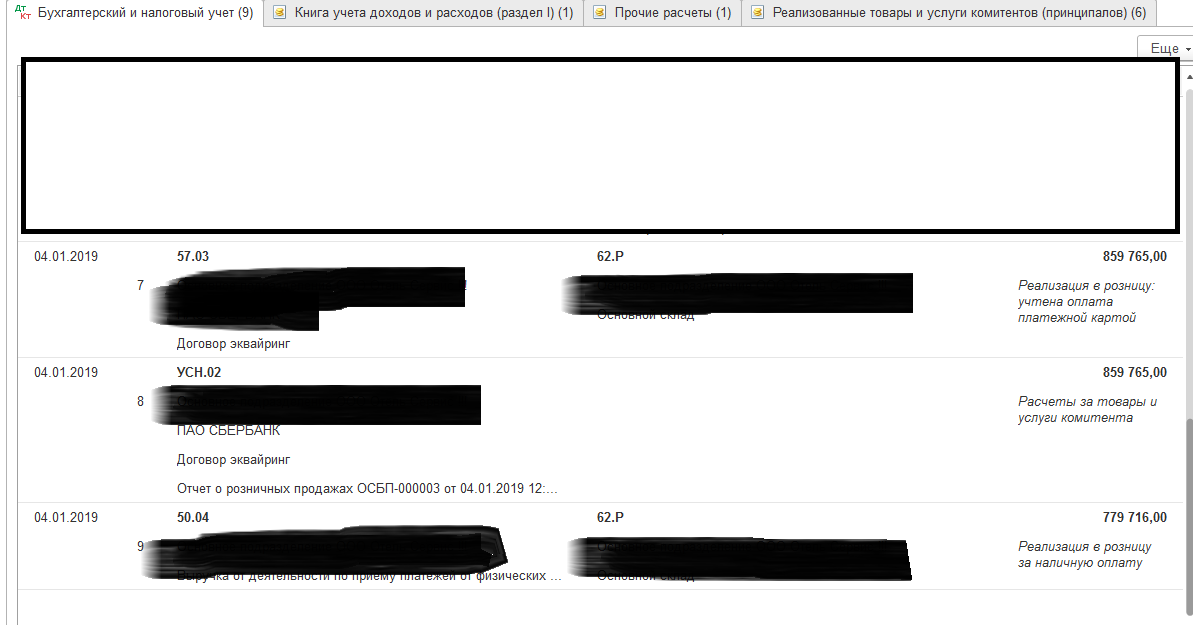 Дт Кт Бухгалтерский и налоговый учет (9) Книга учета доходов и расходов (раздел I) (1) Прочие расчеты (1) Реализованные товары и услуги комитентов (принципалов) (6)
Еще
04.01.2019 57.03 62.Р 859 765,00
7 Реализация в розницу:
учтена оплата
Основной склад платежной картой
Договор эквайринг
04.01.2019 УСН.02 859 765,00
8 Расчеты за товары и
услуги комитента
ПАО СБЕРБАНК
Договор эквайринг
Отчет о розничных продажах ОСБП-000003 от 04.01.2019 12:...
04.01.2019 50.04 62.Р 779 716,00
9 Реализация в розницу
за наличную оплату
Выручка от деятельности по приему платежей от физических ... Основной склад